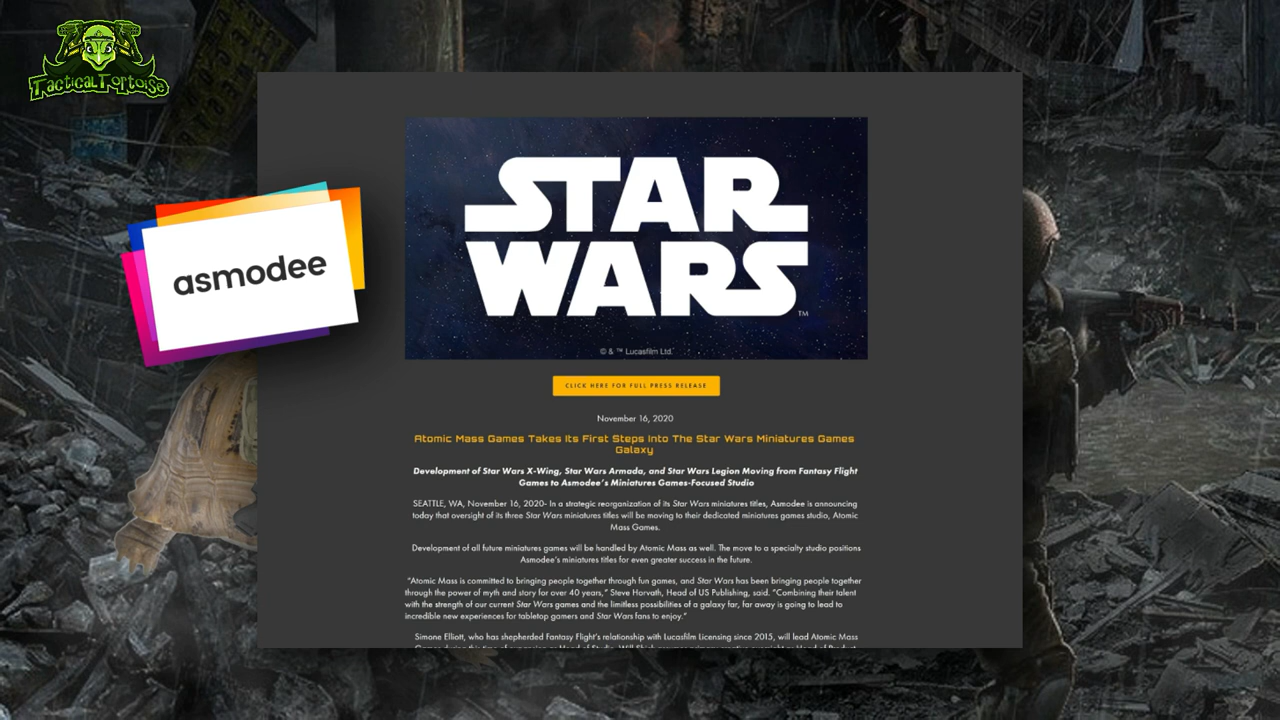 TacticalTortoise
asmodee
STAR
WARS
TM
© & ™ Lucasfilm Ltd.
CLICK HERE FOR FULL PRESS RELEASE
November 16, 2020
Atomic Mass Games Takes Its First Steps Into The Star Wars Miniatures Games
Galaxy
Development of Star Wars X-Wing, Star Wars Armada, and Star Wars Legion Moving from Fantasy Flight
Games to Asmodee's Miniatures Games-Focused Studio
SEATTLE, WA, November 16, 2020- In a strategic reorganization of its Star Wars miniatures titles, Asmodee is announcing
today that oversight of its three Star Wars miniatures titles will be moving to their dedicated miniatures games studio, Atomic
Mass Games.
Development of all future miniatures games will be handled by Atomic Mass as well. The move to a specialty studio positions
Asmodee's miniatures titles for even greater success in the future.
"Atomic Mass is committed to bringing people together through fun games, and Star Wars has been bringing people together
through the power of myth and story for over 40 years," Steve Horvath, Head of US Publishing, said. "Combining their talent
with the strength of our current Star Wars games and the limitless possibilities of a galaxy far, far away is going to lead to
incredible new experiences for tabletop gamers and Star Wars fans to enjoy."
Simone Elliott, who has shepherded Fantasy Flight's relationship with Lucasfilm Licensing since 2015, will lead Atomic Mass